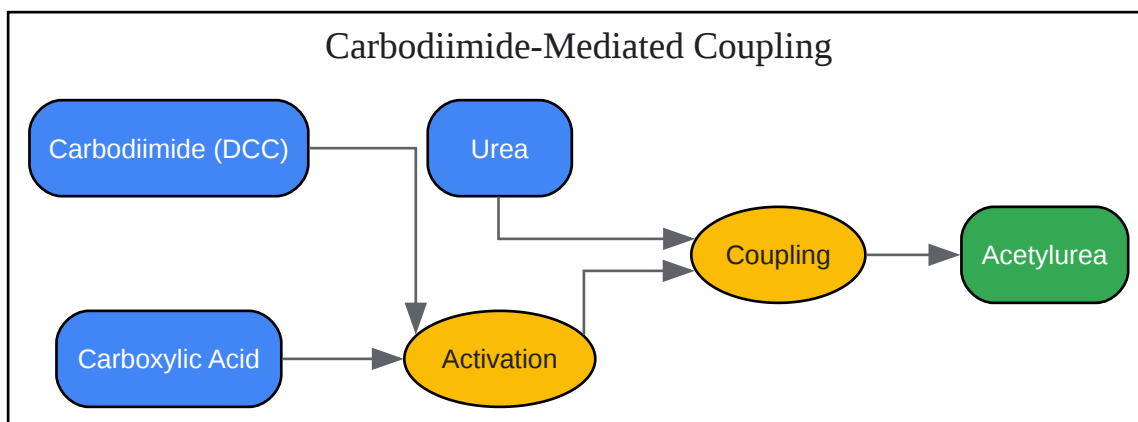 Carbodiimide-Mediated Coupling
Carbodiimide (DCC)
Urea
Coupling
Acetylurea
Carboxylic Acid
Activation